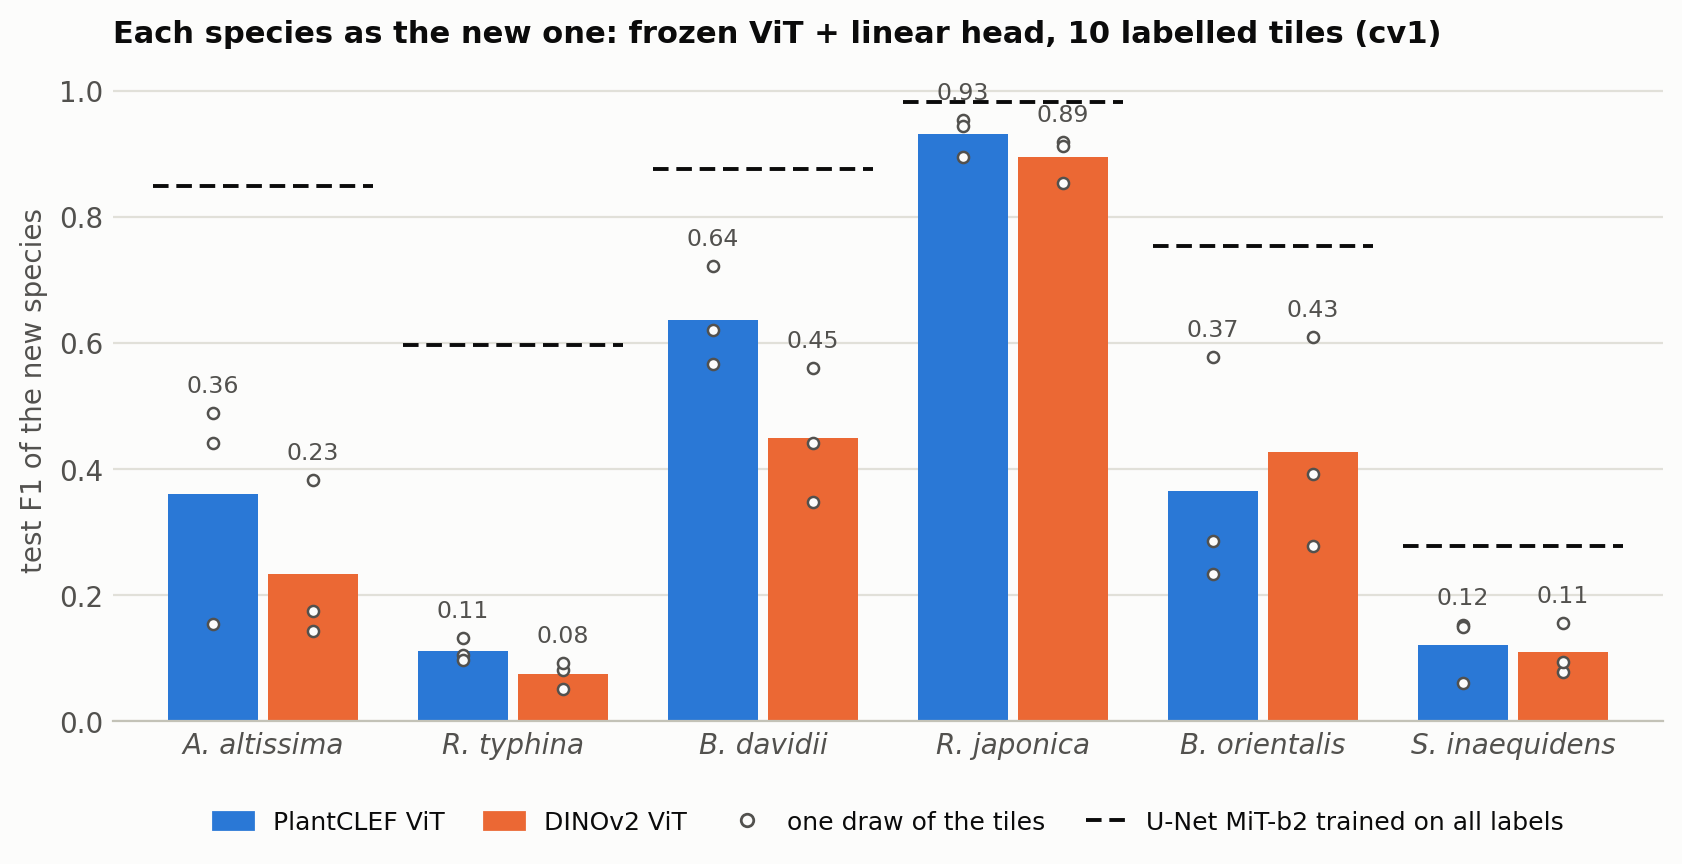 Each species as the new one: frozen ViT + linear head, 10 labelled tiles (cv1)
test F1 of the new species
1.0
0.8
0.6
0.4
0.2
0.0
0.36
0.23
0.11
0.08
0.64
0.45
0.93
0.89
0.37
0.43
0.12
0.11
A. altissima
R. typhina
B. davidii
R. japonica
B. orientalis
S. inaequidens
PlantCLEF ViT
DINOv2 ViT
one draw of the tiles
U-Net MiT-b2 trained on all labels